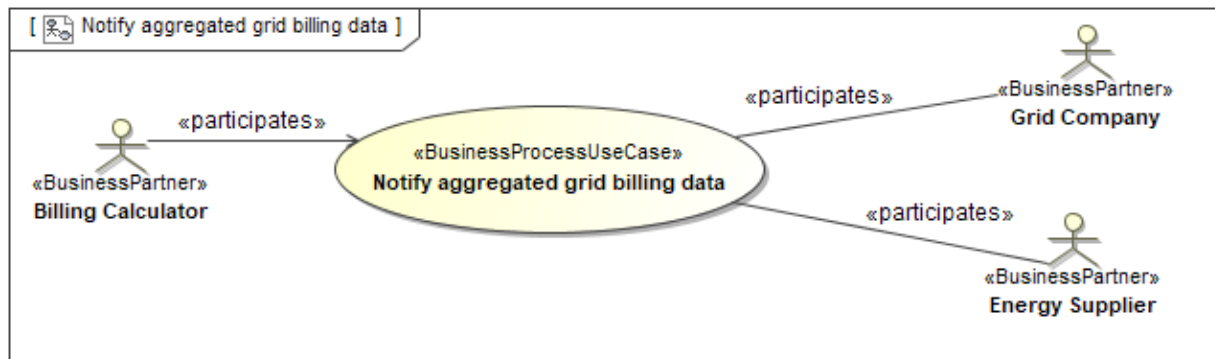 [ Notify aggregated grid billing data ]
«BusinessPartner»
Grid Company
«participates»
«participates»
«BusinessPartner»
Billing Calculator
«BusinessProcessUseCase»
Notify aggregated grid billing data
«participates»
«BusinessPartner»
Energy Supplier